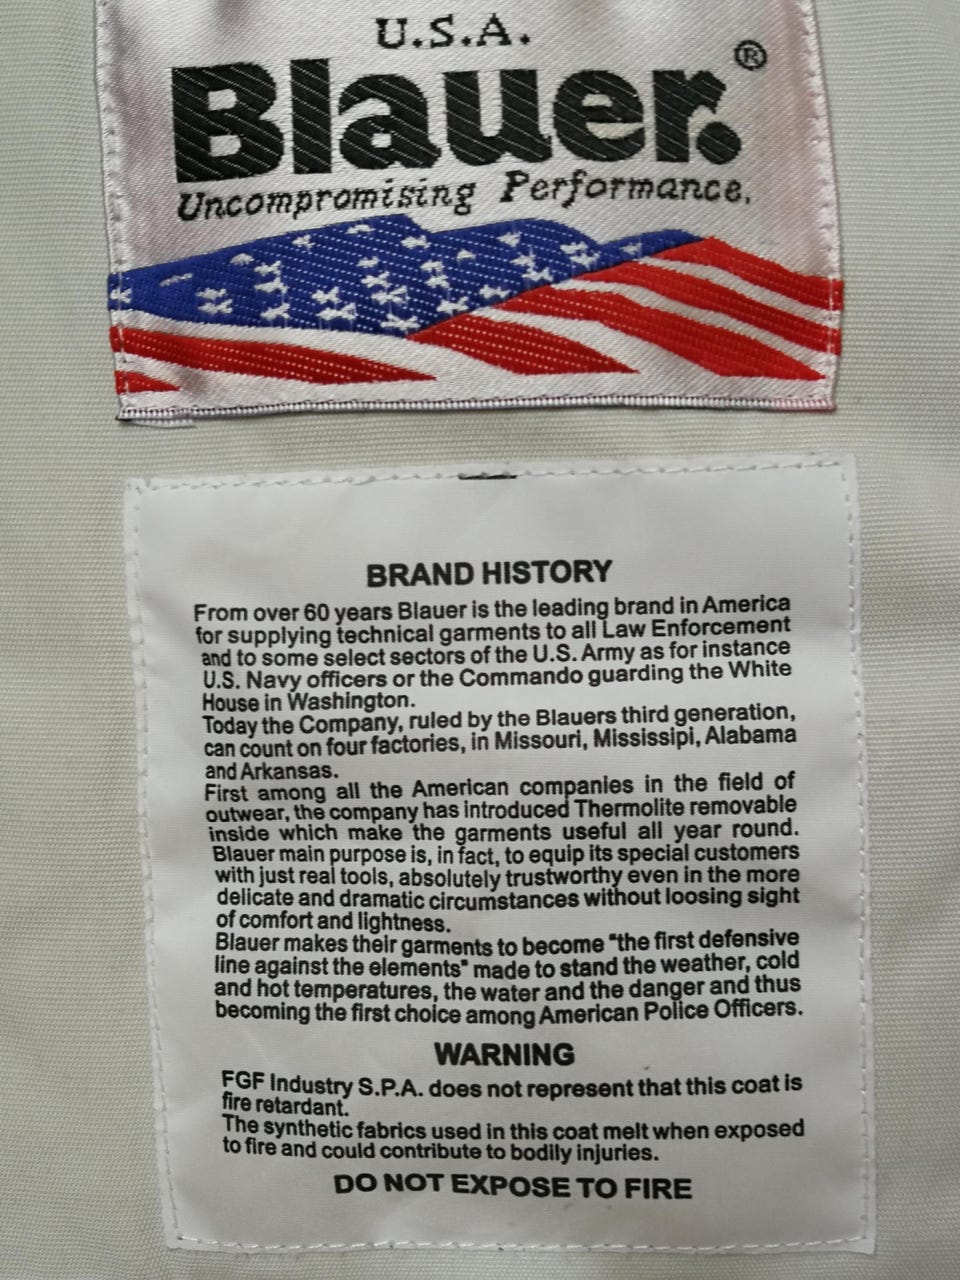 U.S.A.
Blauer.®
Uncompromising Performance.
BRAND HISTORY
From over 60 years Blauer is the leading brand in America
for supplying technical garments to all Law Enforcement
and to some select sectors of the U.S. Army as for instance
U.S. Navy officers or the Commando guarding the White
House in Washington.
Today the Company, ruled by the Blauers third generation,
can count on four factories, in Missouri, Mississipi, Alabama
and Arkansas.
First among all the American companies in the field of
outwear, the company has introduced Thermolite removable
inside which make the garments useful all year round.
Blauer main purpose is, in fact, to equip its special customers
with just real tools, absolutely trustworthy even in the more
delicate and dramatic circumstances without loosing sight
of comfort and lightness.
Blauer makes their garments to become "the first defensive
line against the elements" made to stand the weather, cold
and hot temperatures, the water and the danger and thus
becoming the first choice among American Police Officers.
WARNING
FGF Industry S.P.A. does not represent that this coat is
fire retardant.
The synthetic fabrics used in this coat melt when exposed
to fire and could contribute to bodily injuries.
DO NOT EXPOSE TO FIRE